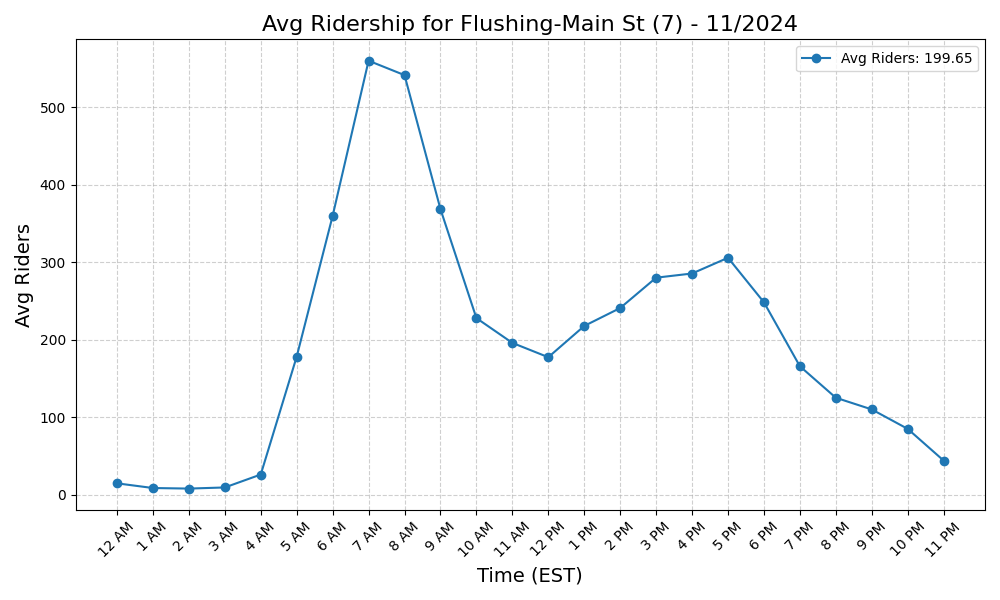 Avg Ridership for Flushing-Main St (7) - 11/2024
Avg Riders: 199.65
Avg Riders
500
400
300
200
100
0
12 AM
1 AM
2 AM
3 AM
4 AM
5 AM
6 AM
7 AM
8 AM
9 AM
10 AM
11 AM
12 PM
1 PM
2 PM
3 PM
4 PM
5 PM
6 PM
7 PM
8 PM
9 PM
10 PM
11 PM
Time (EST)